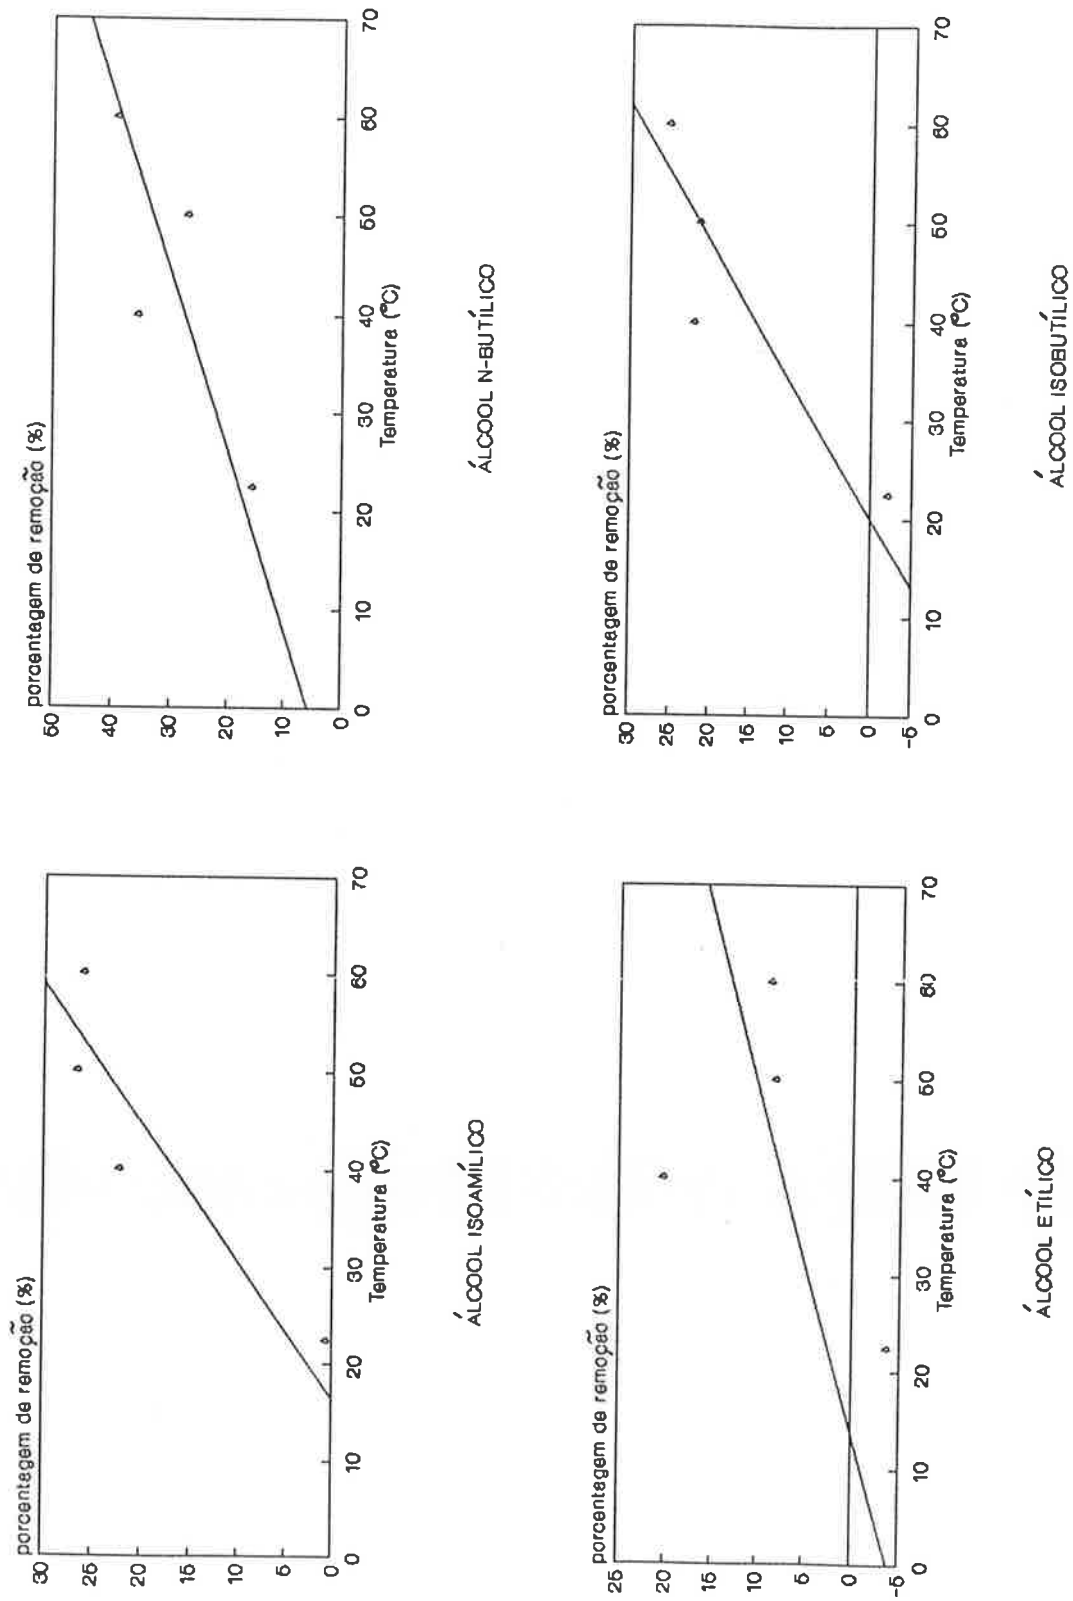 porcentagem de remoção (%)
30
25
20
15
10
5
0
0 10 20 30 40 50 60 70
Temperatura (ºC)
ÁLCOOL ISOAMÍLICO
porcentagem de remoção (%)
50
40
30
20
10
0
0 10 20 30 40 50 60 70
Temperatura (ºC)
ÁLCOOL N-BUTÍLICO
porcentagem de remoção (%)
25
20
15
10
5
0
-5
0 10 20 30 40 50 60 70
Temperatura (ºC)
ÁLCOOL ETÍLICO
porcentagem de remoção (%)
30
25
20
15
10
5
0
-5
0 10 20 30 40 50 60 70
Temperatura (ºC)
ÁLCOOL ISOBUTÍLICO